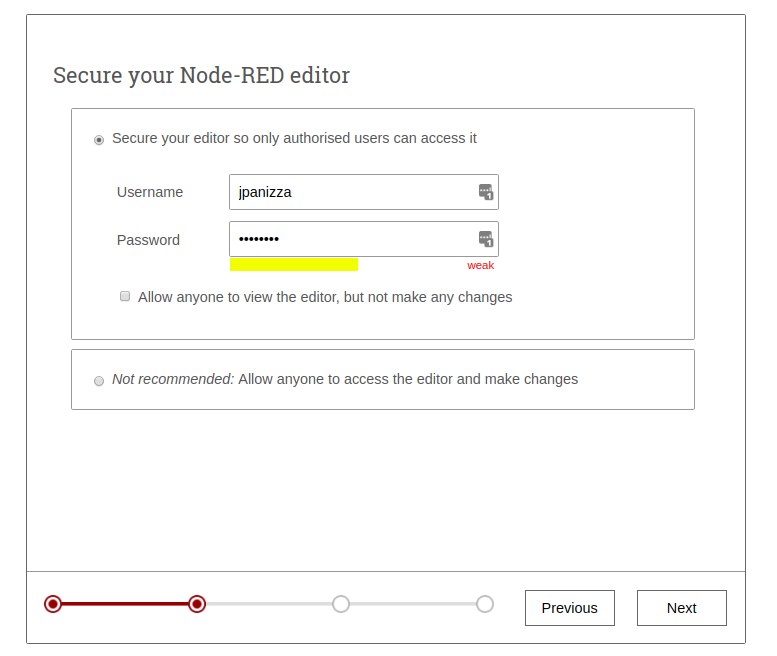 Secure your Node-RED editor
Secure your editor so only authorised users can access it
Username jpanizza
Password ••••••••
weak
Allow anyone to view the editor, but not make any changes
Not recommended: Allow anyone to access the editor and make changes
Previous Next